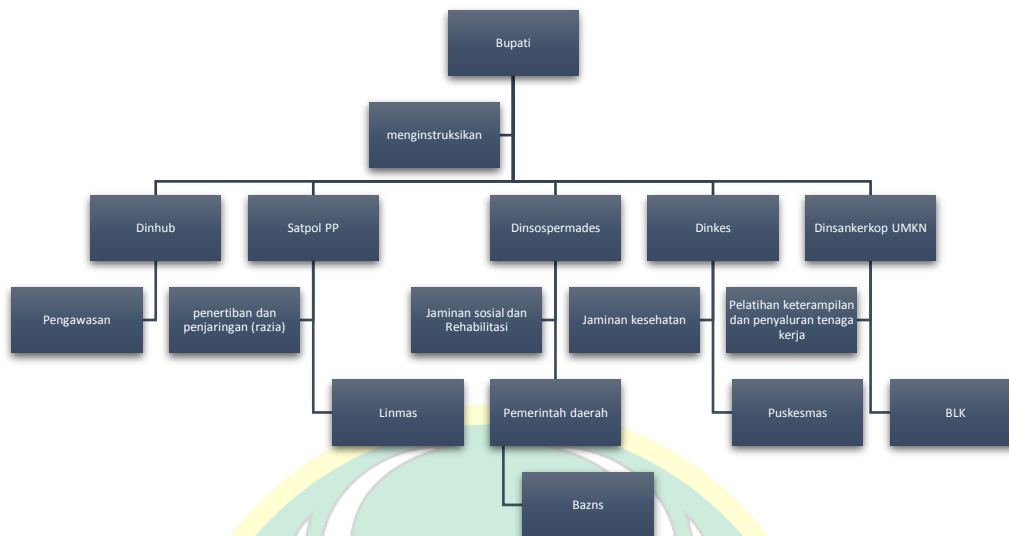 Bupati
menginstruksikan
Dinhub
Satpol PP
Dinsospermades
Dinkes
Dinsankerkop UMKN
Pengawasan
penertiban dan
penjaringan (razia)
Jaminan sosial dan
Rehabilitasi
Jaminan kesehatan
Pelatihan keterampilan
dan penyaluran tenaga
kerja
Linmas
Pemerintah daerah
Puskesmas
BLK
Bazns